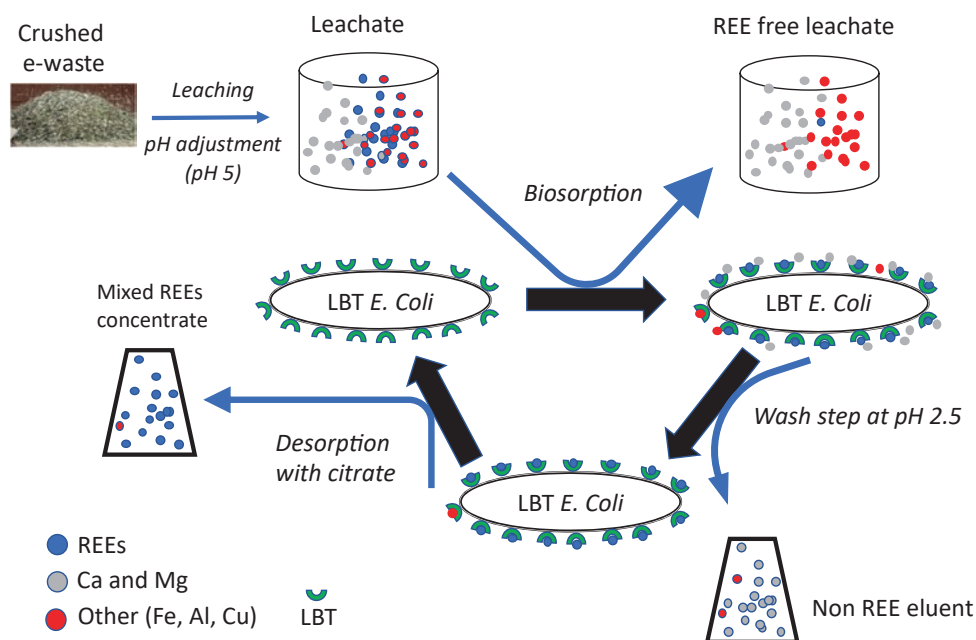 Crushed
e-waste
Leaching
pH adjustment
(pH 5)
Leachate
REE free leachate
Biosorption
LBT E. Coli
LBT E. Coli
Mixed REEs
concentrate
Wash step at pH 2.5
Desorption
with citrate
LBT E. Coli
REEs
Ca and Mg
Other (Fe, Al, Cu)
LBT
Non REE eluent